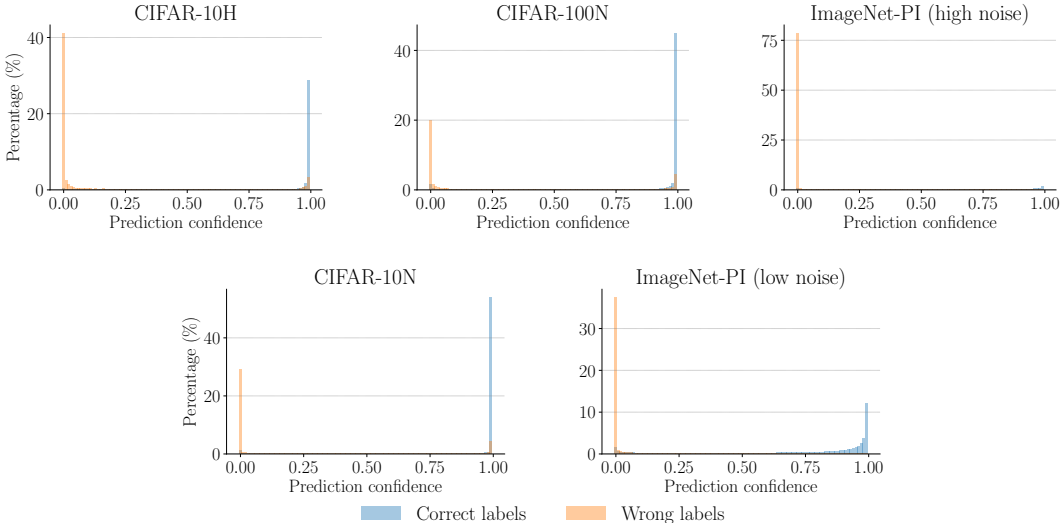 CIFAR-10H
CIFAR-100N
ImageNet-PI (high noise)
Percentage (%)
40
20
0
0.00 0.25 0.50 0.75 1.00
Prediction confidence
40
20
0
0.00 0.25 0.50 0.75 1.00
Prediction confidence
75
50
25
0
0.00 0.25 0.50 0.75 1.00
Prediction confidence
CIFAR-10N
ImageNet-PI (low noise)
Percentage (%)
40
20
0
0.00 0.25 0.50 0.75 1.00
Prediction confidence
30
20
10
0
0.00 0.25 0.50 0.75 1.00
Prediction confidence
Correct labels
Wrong labels